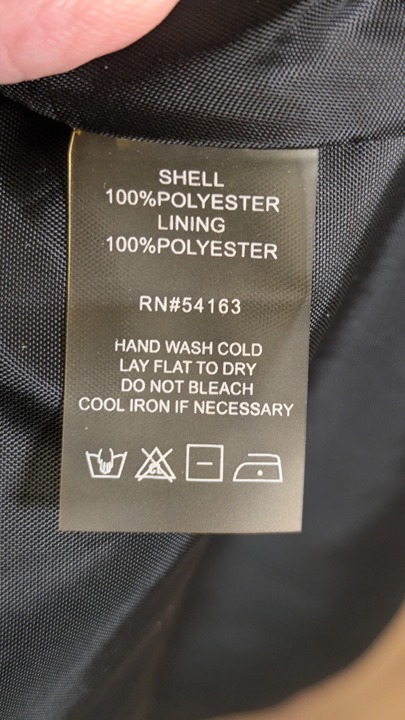 SHELL
100%POLYESTER
LINING
100%POLYESTER
RN#54163
HAND WASH COLD
LAY FLAT TO DRY
DO NOT BLEACH
COOL IRON IF NECESSARY